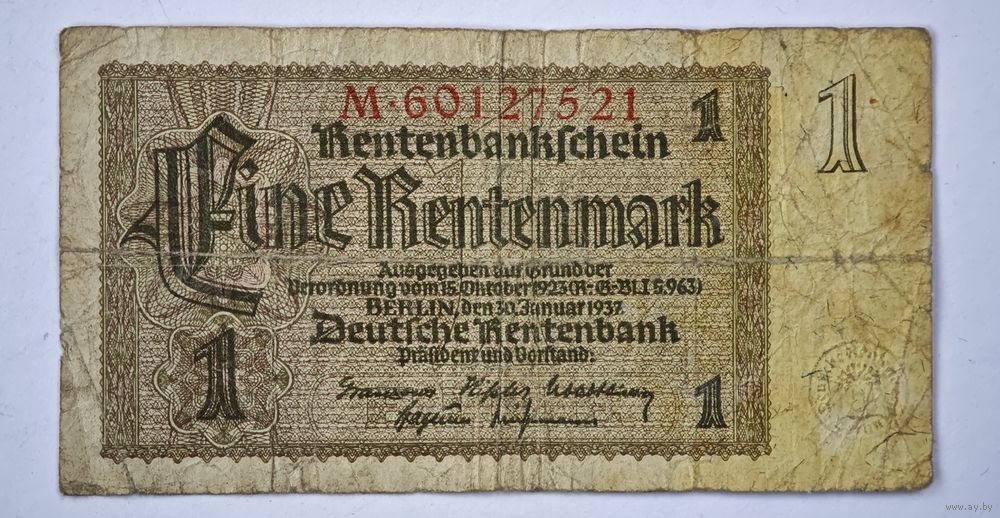 M·60127521
1
1
Rentenbankschein
Eine Rentenmark
Ausgegeben auf Grund der
Verordnung vom 15. Oktober 1923 (R-G-BL I S. 963)
BERLIN, den 30. Januar 1937
Deutsche Rentenbank
Präsident und Vorstand:
1
1
www.ay.by